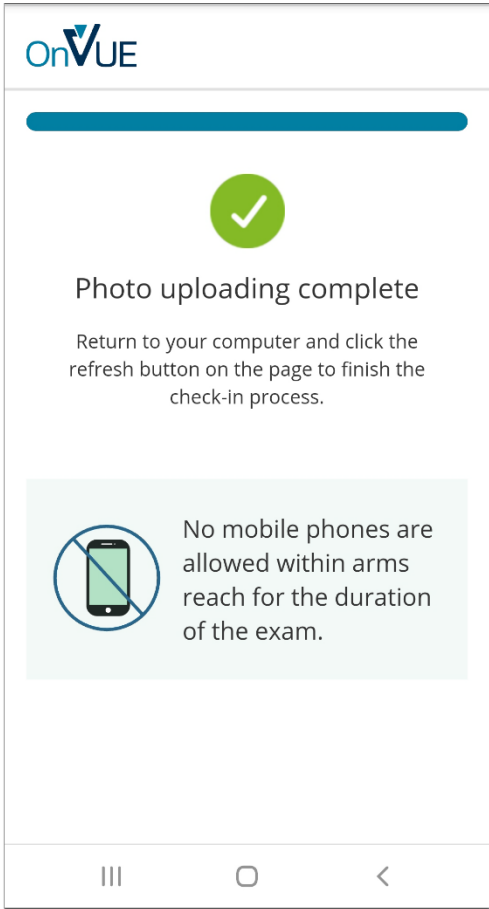 OnVUE
Photo uploading complete
Return to your computer and click the
refresh button on the page to finish the
check-in process.
No mobile phones are
allowed within arms
reach for the duration
of the exam.